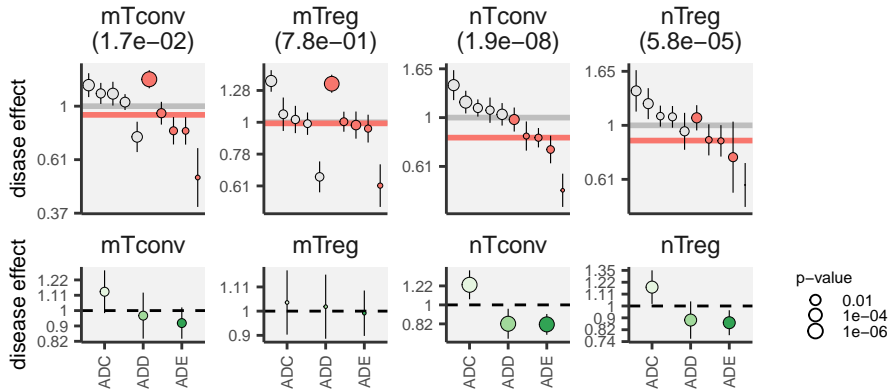 mTconv
(1.7e−02)
mTreg
(7.8e−01)
nTconv
(1.9e−08)
nTreg
(5.8e−05)
disase effect
1
0.61
0.37
1.28
1
0.78
0.61
1.65
1
0.61
1.65
1
0.61
mTconv
mTreg
nTconv
nTreg
disease effect
1.22
1.11
1
0.9
0.82
1.11
1
0.9
1.22
1
0.82
1.35
1.22
1.11
1
0.9
0.82
0.74
ADC
ADD
ADE
ADC
ADD
ADE
ADC
ADD
ADE
ADC
ADD
ADE
p−value
0.01
1e−04
1e−06